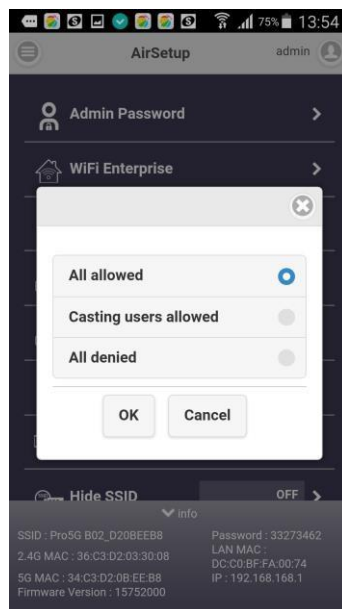 75% 13:54
AirSetup admin
Admin Password
WiFi Enterprise
All allowed
Casting users allowed
All denied
OK Cancel
Hide SSID OFF
info
SSID : Pro5G B02_D20BEEB8 Password : 33273462
2.4G MAC : 36:C3:D2:03:30:08 LAN MAC :
DC:C0:BF:FA:00:74
5G MAC : 34:C3:D2:0B:EE:B8 IP : 192.168.168.1
Firmware Version : 15752000